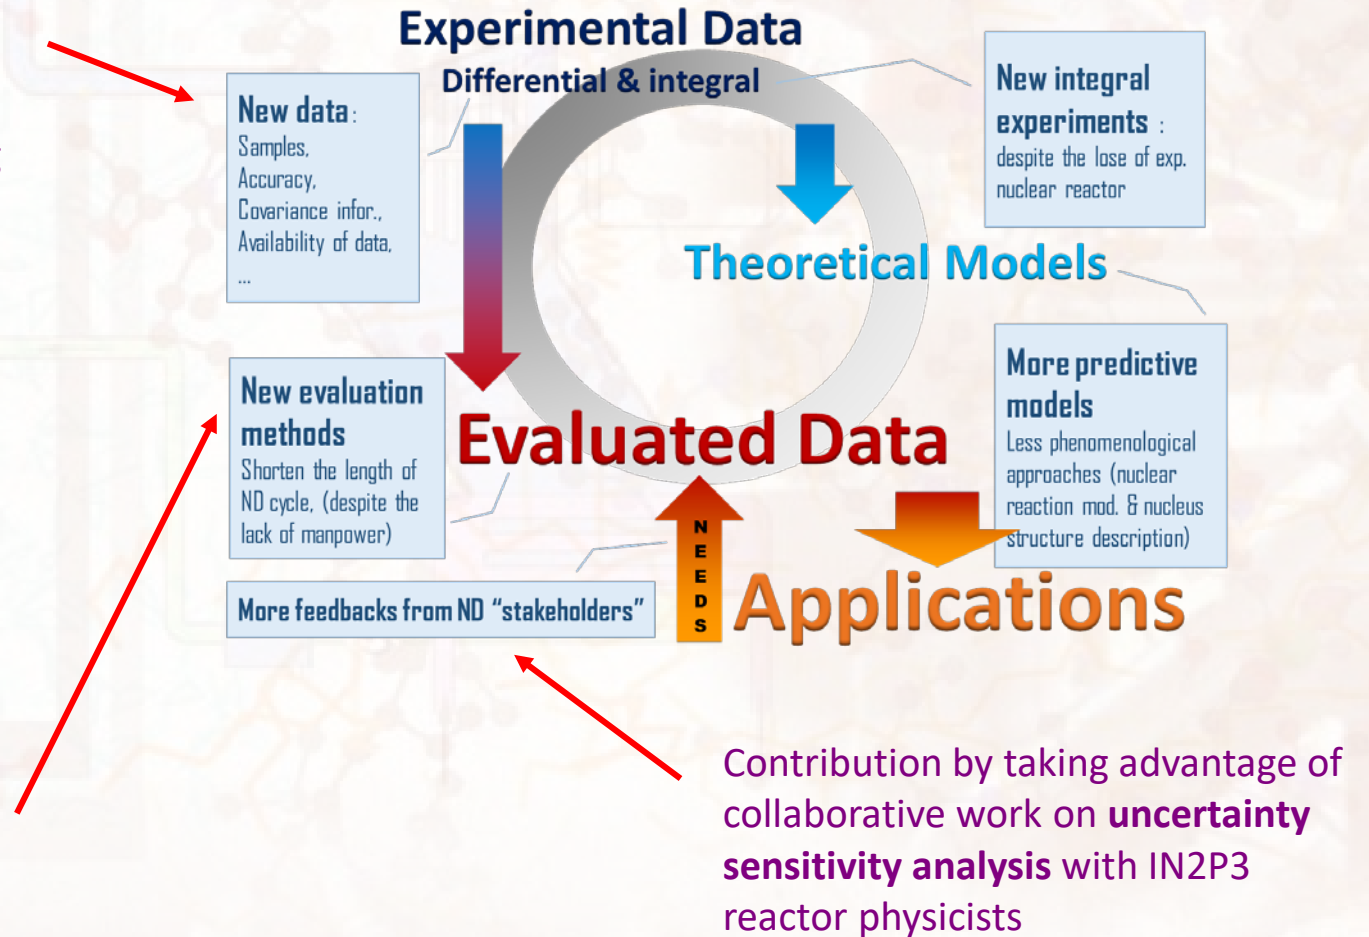 Experimental Data
Differential & integral
New data :
Samples,
Accuracy,
Covariance infor.,
Availability of data,
...
New integral
experiments :
despite the lose of exp.
nuclear reactor
Theoretical Models
New evaluation
methods
Shorten the length of
ND cycle, (despite the
lack of manpower)
Evaluated Data
More predictive
models
Less phenomenological
approaches (nuclear
reaction mod. & nucleus
structure description)
NEEDS
More feedbacks from ND “stakeholders”
Applications
Contribution by taking advantage of
collaborative work on uncertainty
sensitivity analysis with IN2P3
reactor physicists